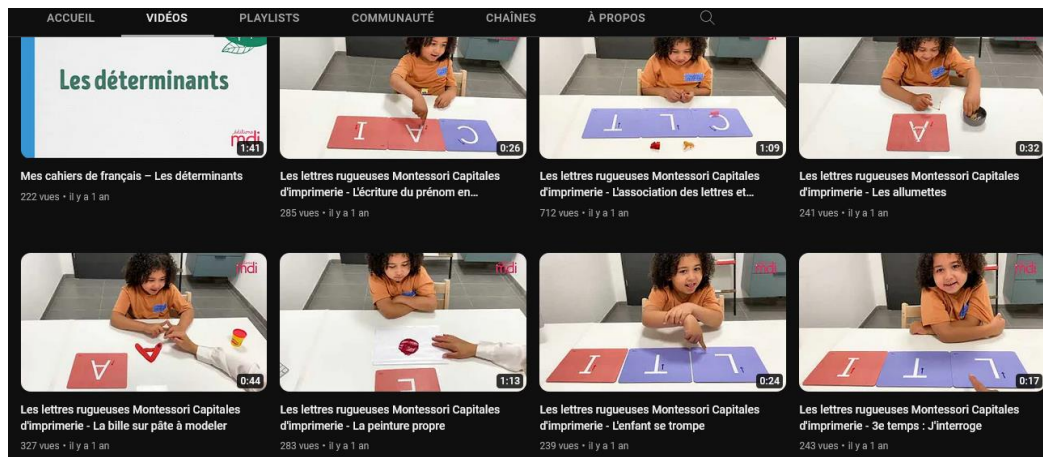 ACCUEIL VIDÉOS PLAYLISTS COMMUNAUTÉ CHAÎNES À PROPOS
Les déterminants
éditions
mdi
1:41
I A C
0:26
T L C
1:09
A
0:32
Mes cahiers de français – Les déterminants
222 vues • il y a 1 an
Les lettres rugueuses Montessori Capitales
d'imprimerie - L'écriture du prénom en...
285 vues • il y a 1 an
Les lettres rugueuses Montessori Capitales
d'imprimerie - L'association des lettres et...
712 vues • il y a 1 an
Les lettres rugueuses Montessori Capitales
d'imprimerie - Les allumettes
241 vues • il y a 1 an
mdi
A
0:44
mdi
L
1:13
mdi
I T L
0:24
mdi
I T L
0:17
Les lettres rugueuses Montessori Capitales
d'imprimerie - La bille sur pâte à modeler
327 vues • il y a 1 an
Les lettres rugueuses Montessori Capitales
d'imprimerie - La peinture propre
283 vues • il y a 1 an
Les lettres rugueuses Montessori Capitales
d'imprimerie - L'enfant se trompe
239 vues • il y a 1 an
Les lettres rugueuses Montessori Capitales
d'imprimerie - 3e temps : J'interroge
243 vues • il y a 1 an